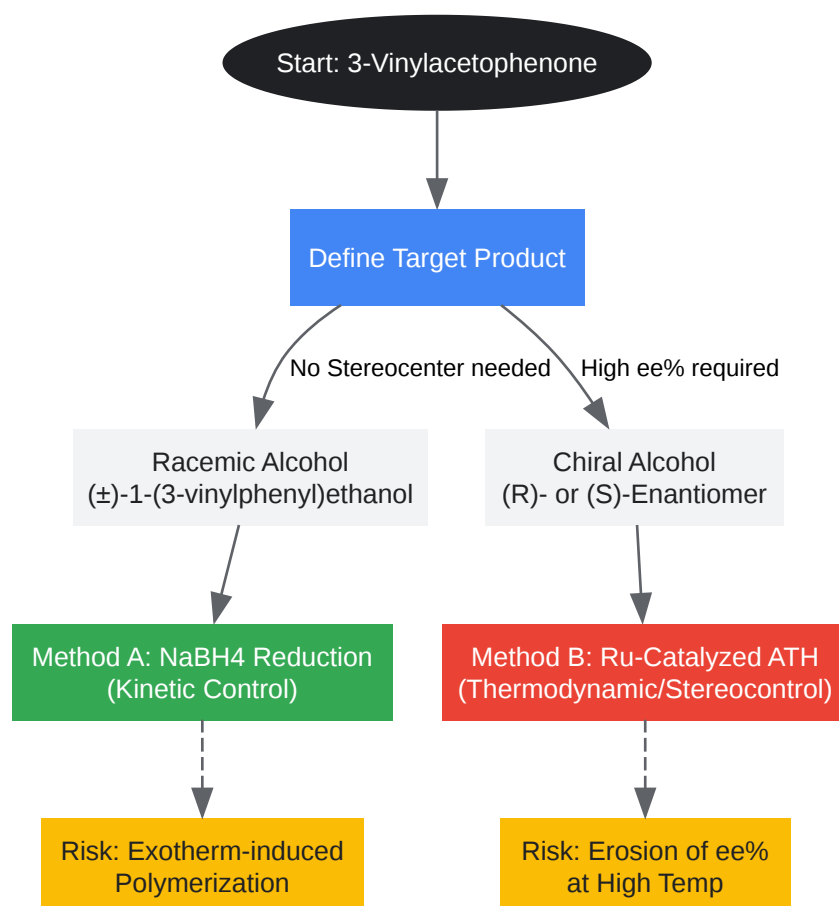 Start: 3-Vinylacetophenone
Define Target Product
No Stereocenter needed
High ee% required
Racemic Alcohol
(±)-1-(3-vinylphenyl)ethanol
Chiral Alcohol
(R)- or (S)-Enantiomer
Method A: NaBH4 Reduction
(Kinetic Control)
Method B: Ru-Catalyzed ATH
(Thermodynamic/Stereocontrol)
Risk: Exotherm-induced
Polymerization
Risk: Erosion of ee%
at High Temp